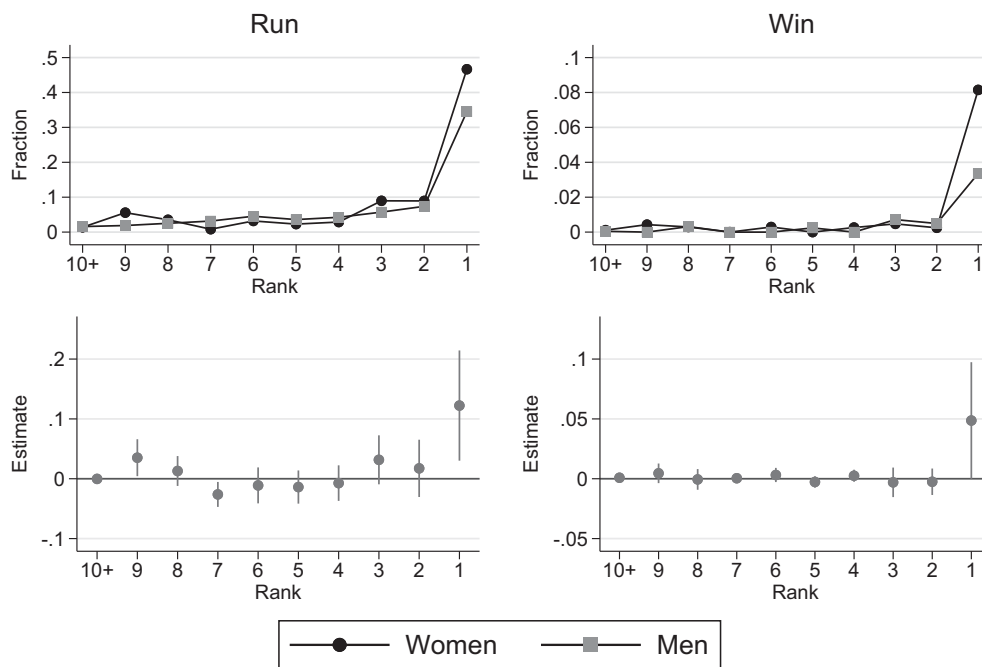 Run
Fraction
.5
.4
.3
.2
.1
0
10+ 9 8 7 6 5 4 3 2 1
Rank
Win
Fraction
.1
.08
.06
.04
.02
0
10+ 9 8 7 6 5 4 3 2 1
Rank
Estimate
.2
.1
0
-.1
10+ 9 8 7 6 5 4 3 2 1
Rank
Estimate
.1
.05
0
-.05
10+ 9 8 7 6 5 4 3 2 1
Rank
Women Men